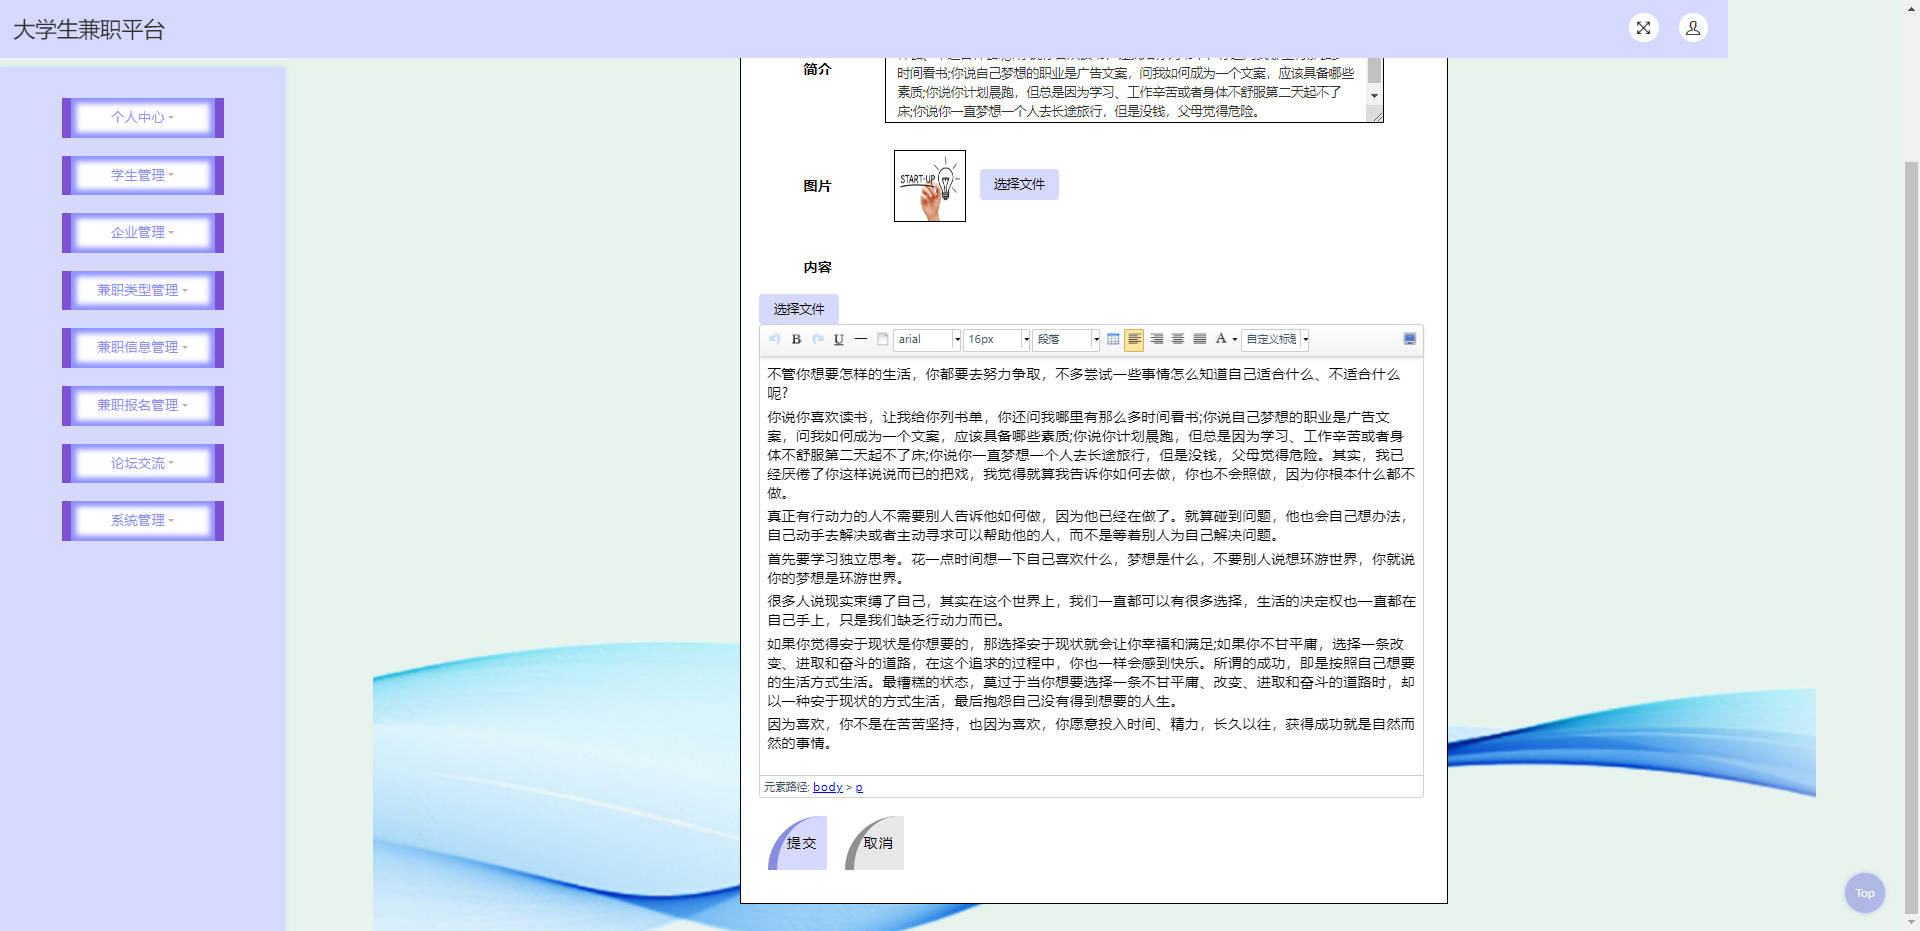 大学生兼职平台
个人中心
学生管理
企业管理
兼职类型管理
兼职信息管理
兼职报名管理
论坛交流
系统管理
简介
时间看书;你说自己梦想的职业是广告文案，问我如何成为一个文案，应该具备哪些
素质;你说你计划晨跑，但总是因为学习、工作辛苦或者身体不舒服第二天起不了
床;你说你一直梦想一个人去长途旅行，但是没钱，父母觉得危险。
图片
START-UP
选择文件
内容
选择文件
B U arial 16px 段落 A 自定义标题
不管你想要怎样的生活，你都要去努力争取，不多尝试一些事情怎么知道自己适合什么、不适合什么
呢?
你说你喜欢读书，让我给你列书单，你还问我哪里有那么多时间看书;你说自己梦想的职业是广告文
案，问我如何成为一个文案，应该具备哪些素质;你说你计划晨跑，但总是因为学习、工作辛苦或者身
体不舒服第二天起不了床;你说你一直梦想一个人去长途旅行，但是没钱，父母觉得危险。其实，我已
经厌倦了你这样说说而已的把戏，我觉得就算我告诉你如何去做，你也不会照做，因为你根本什么都不
做。
真正有行动力的人不需要别人告诉他如何做，因为他已经在做了。就算碰到问题，他也会自己想办法，
自己动手去解决或者主动寻求可以帮助他的人，而不是等着别人为自己解决问题。
首先要学习独立思考。花一点时间想一下自己喜欢什么，梦想是什么，不要别人说想环游世界，你就说
你的梦想是环游世界。
很多人说现实束缚了自己，其实在这个世界上，我们一直都可以有很多选择，生活的决定权也一直都在
自己手上，只是我们缺乏行动力而已。
如果你觉得安于现状是你想要的，那选择安于现状就会让你幸福和满足;如果你不甘平庸，选择一条改
变、进取和奋斗的道路，在这个追求的过程中，你也一样会感到快乐。所谓的成功，即是按照自己想要
的生活方式生活。最糟糕的状态，莫过于当你想要选择一条不甘平庸、改变、进取和奋斗的道路时，却
以一种安于现状的方式生活，最后抱怨自己没有得到想要的人生。
因为喜欢，你不是在苦苦坚持，也因为喜欢，你愿意投入时间、精力，长久以往，获得成功就是自然而
然的事情。
元素路径: body > p
提交
取消
Top